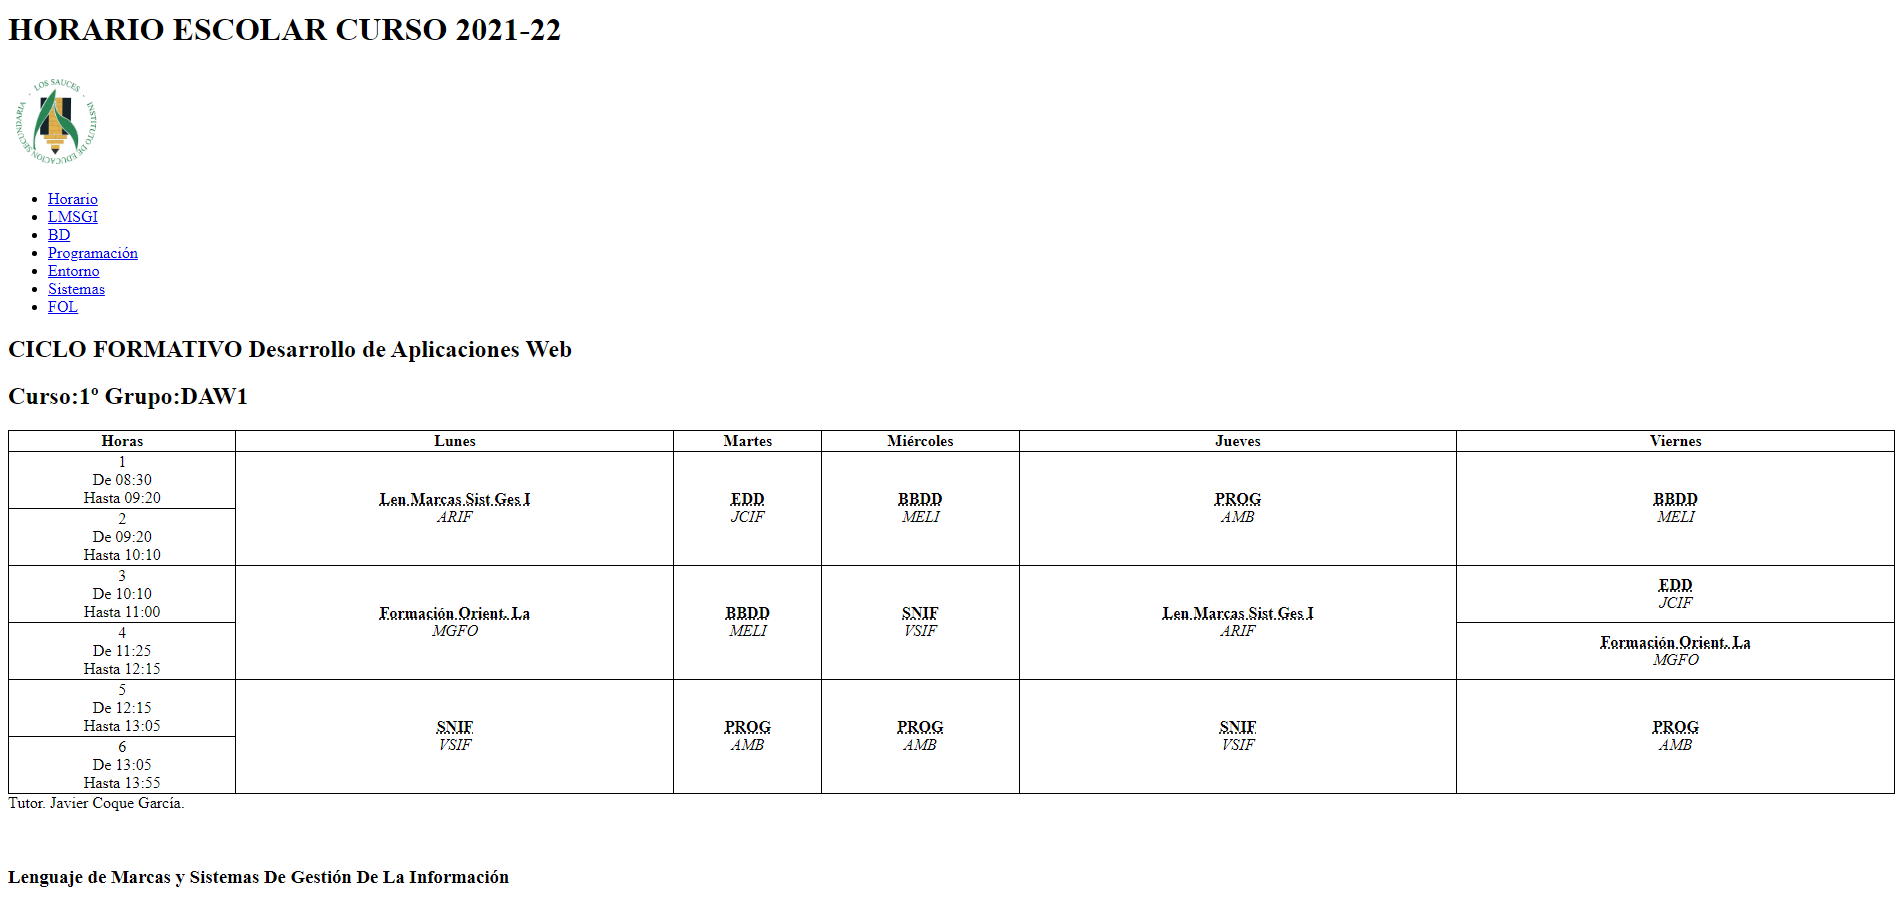 HORARIO ESCOLAR CURSO 2021-22
· LOS SAUCES · INSTITUTO DE EDUCACIÓN SECUNDARIA
Horario
LMSGI
BD
Programación
Entorno
Sistemas
FOL
CICLO FORMATIVO Desarrollo de Aplicaciones Web
Curso:1º Grupo:DAW1
Horas Lunes Martes Miércoles Jueves Viernes
1
De 08:30
Hasta 09:20
Len Marcas Sist Ges I
ARIF
EDD
JCIF
BBDD
MELI
PROG
AMB
BBDD
MELI
2
De 09:20
Hasta 10:10
3
De 10:10
Hasta 11:00
Formación Orient. La
MGFO
BBDD
MELI
SNIF
VSIF
Len Marcas Sist Ges I
ARIF
EDD
JCIF
4
De 11:25
Hasta 12:15
Formación Orient. La
MGFO
5
De 12:15
Hasta 13:05
SNIF
VSIF
PROG
AMB
PROG
AMB
SNIF
VSIF
PROG
AMB
6
De 13:05
Hasta 13:55
Tutor. Javier Coque García.
Lenguaje de Marcas y Sistemas De Gestión De La Información